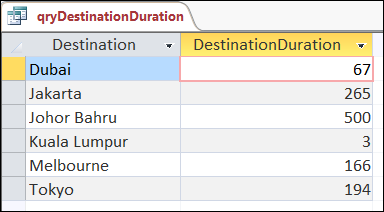 qryDestinationDuration
Destination DestinationDuration
Dubai 67
Jakarta 265
Johor Bahru 500
Kuala Lumpur 3
Melbourne 166
Tokyo 194